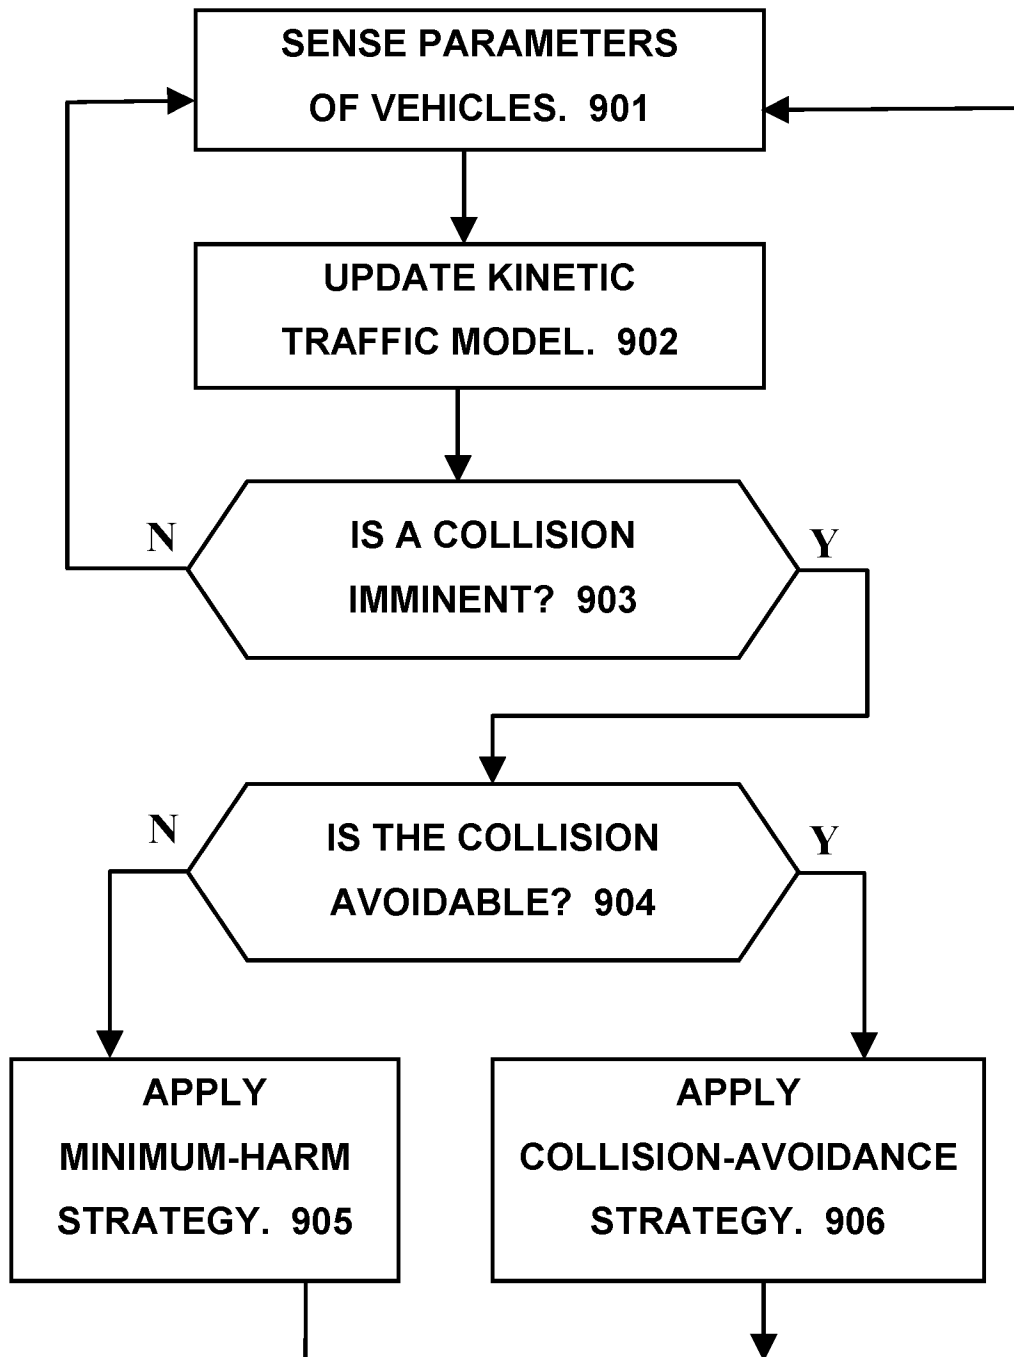 SENSE PARAMETERS
OF VEHICLES. 901
UPDATE KINETIC
TRAFFIC MODEL. 902
N
IS A COLLISION
IMMINENT? 903
Y
N
IS THE COLLISION
AVOIDABLE? 904
Y
APPLY
MINIMUM-HARM
STRATEGY. 905
APPLY
COLLISION-AVOIDANCE
STRATEGY. 906